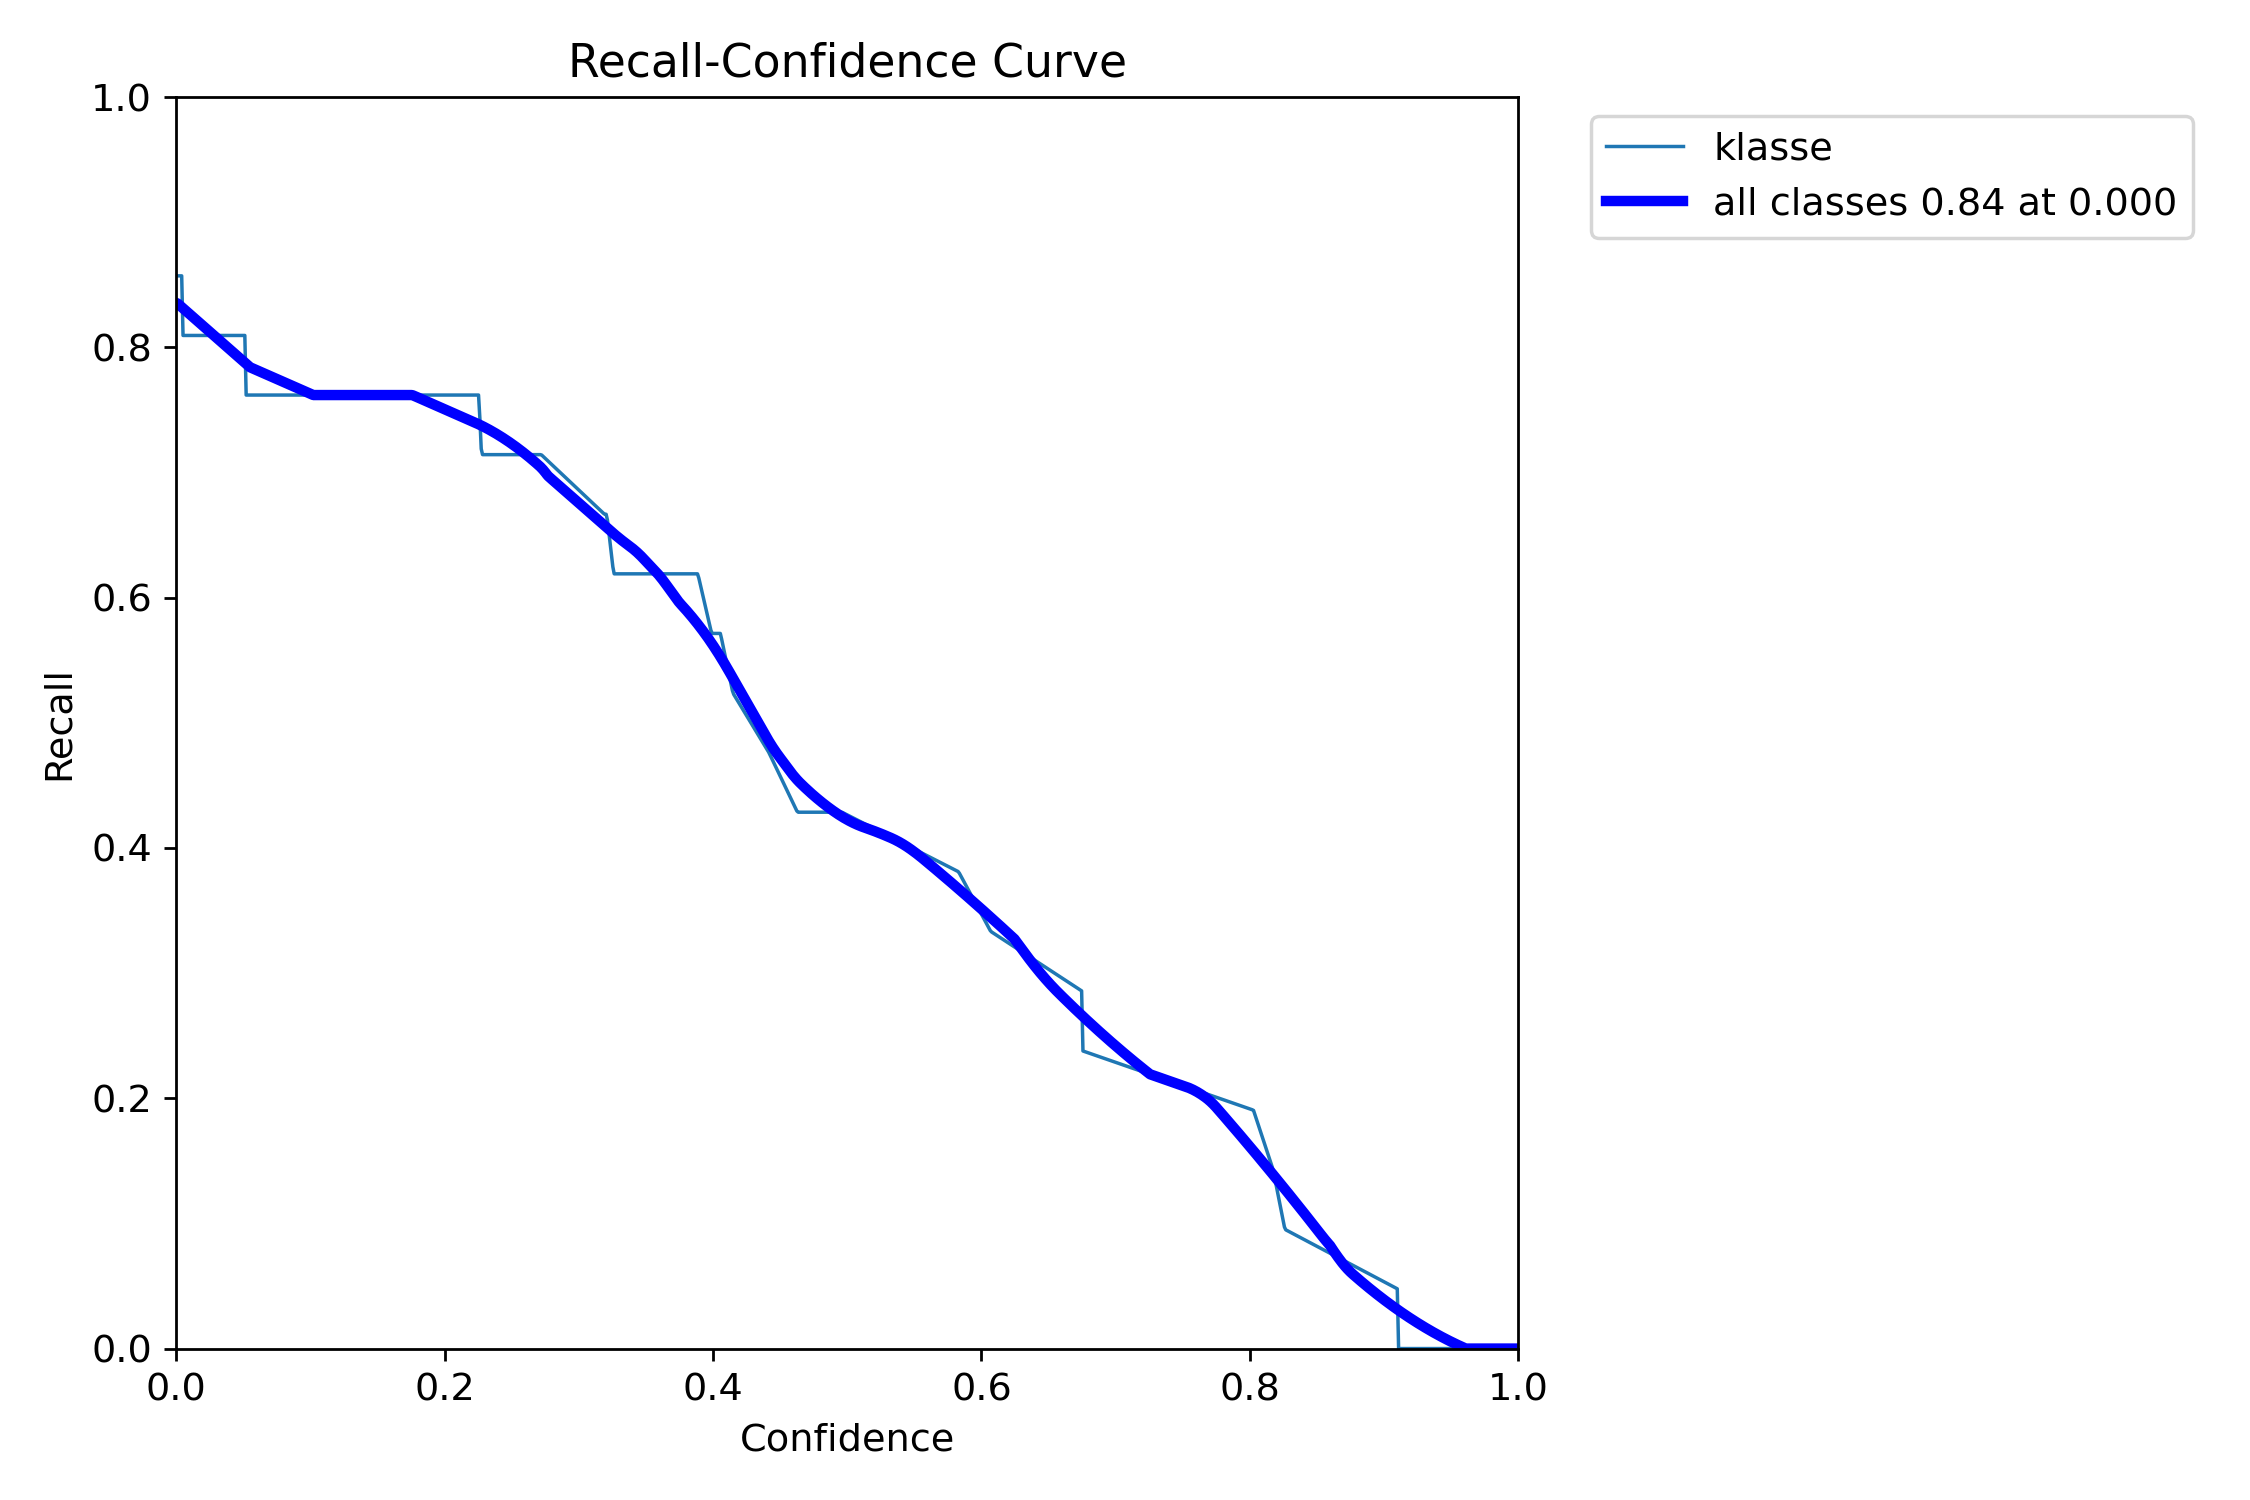 Recall-Confidence Curve
klasse
all classes 0.84 at 0.000
1.0
0.8
0.6
0.4
0.2
0.0
Recall
0.0 0.2 0.4 0.6 0.8 1.0
Confidence